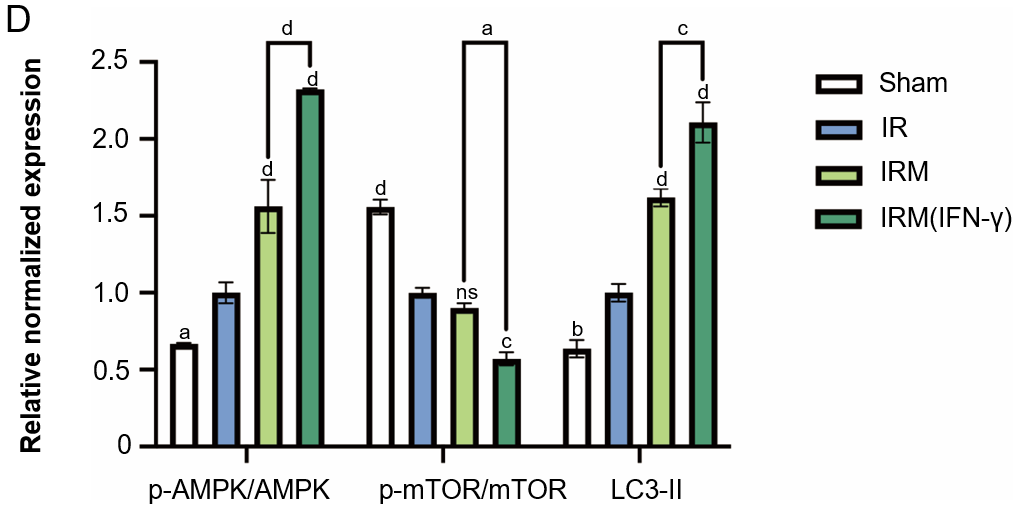 D
Relative normalized expression
2.5
2.0
1.5
1.0
0.5
0
d
a
c
a
d
d
d
ns
c
b
d
d
p-AMPK/AMPK
p-mTOR/mTOR
LC3-II
Sham
IR
IRM
IRM(IFN-γ)